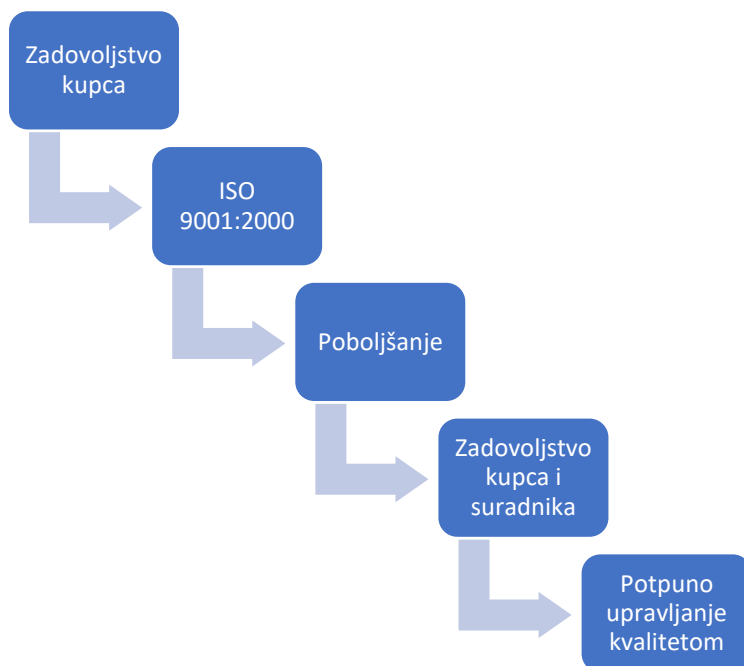 Zadovoljstvo
kupca
ISO
9001:2000
Poboljšanje
Zadovoljstvo
kupca i
suradnika
Potpuno
upravljanje
kvalitetom